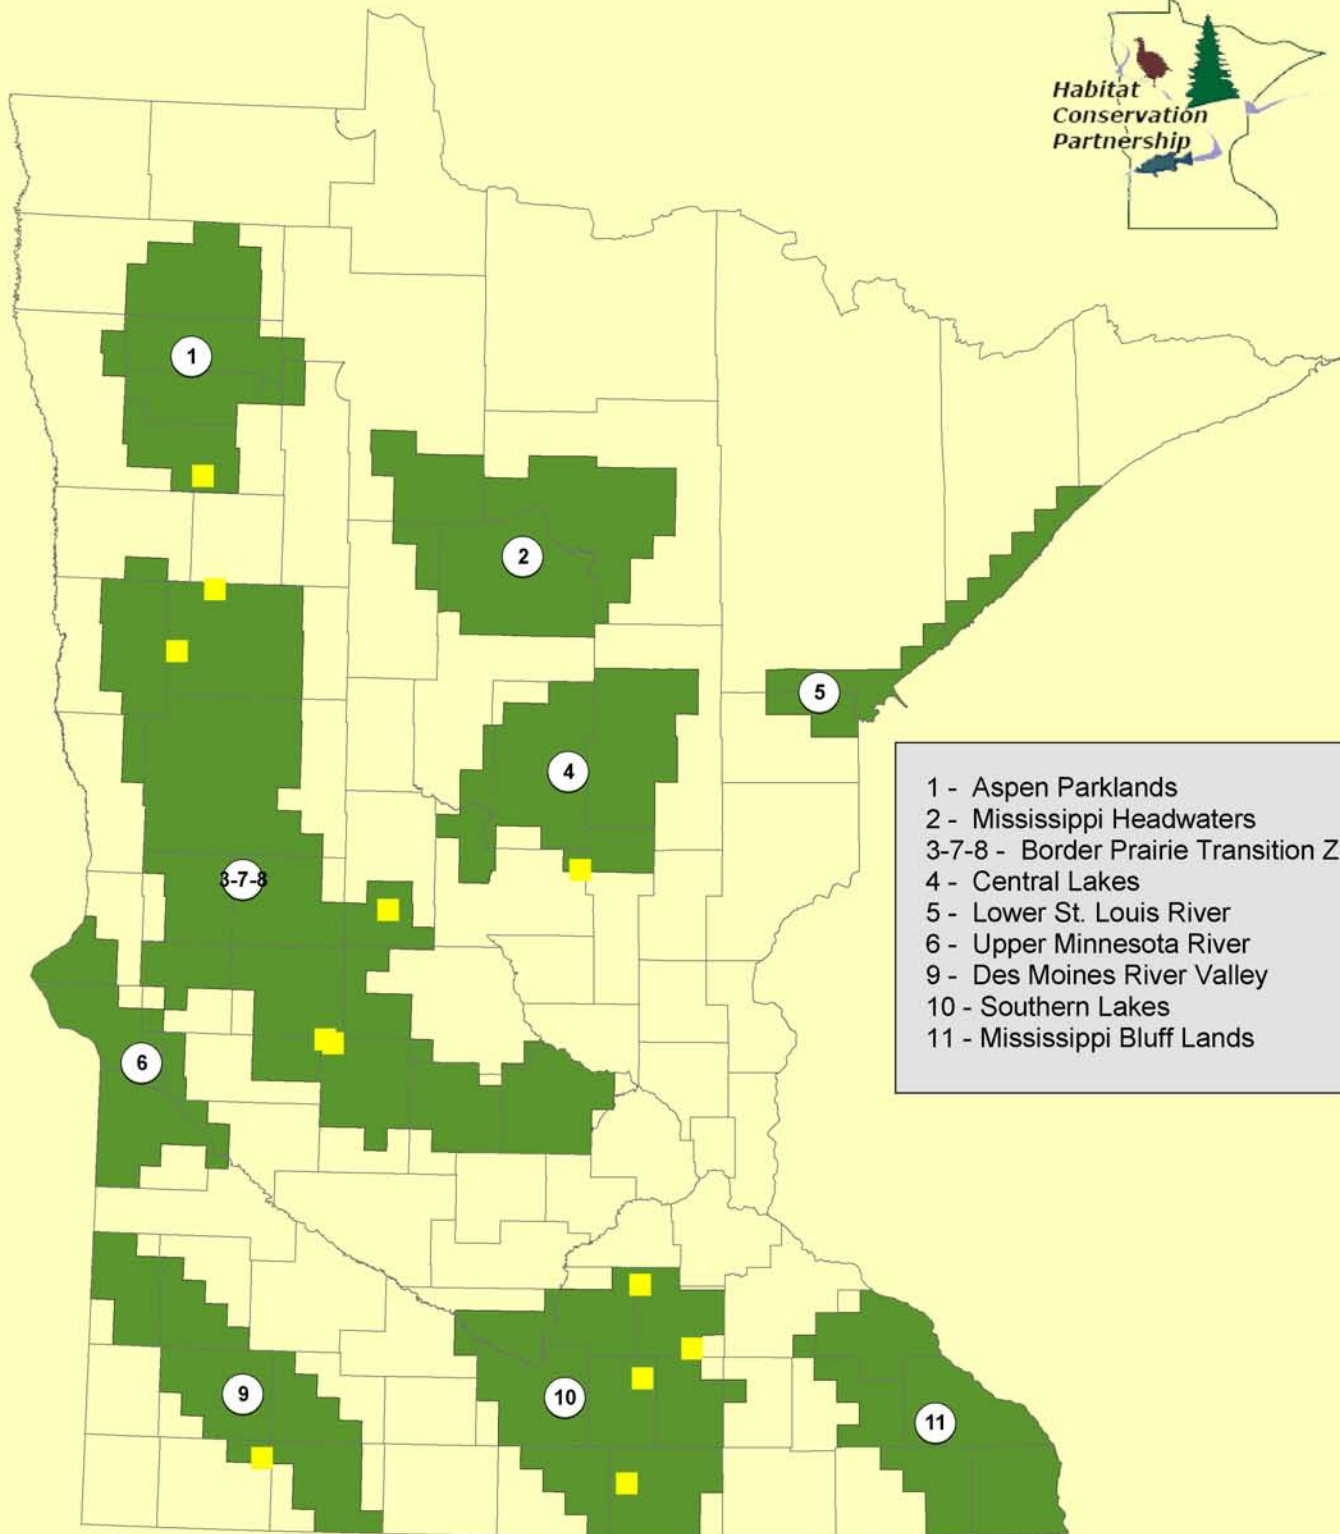 Habitat
Conservation
Partnership
1
2
5
4
3-7-8
6
9
10
11
1 - Aspen Parklands
2 - Mississippi Headwaters
3-7-8 - Border Prairie Transition Z
4 - Central Lakes
5 - Lower St. Louis River
6 - Upper Minnesota River
9 - Des Moines River Valley
10 - Southern Lakes
11 - Mississippi Bluff Lands